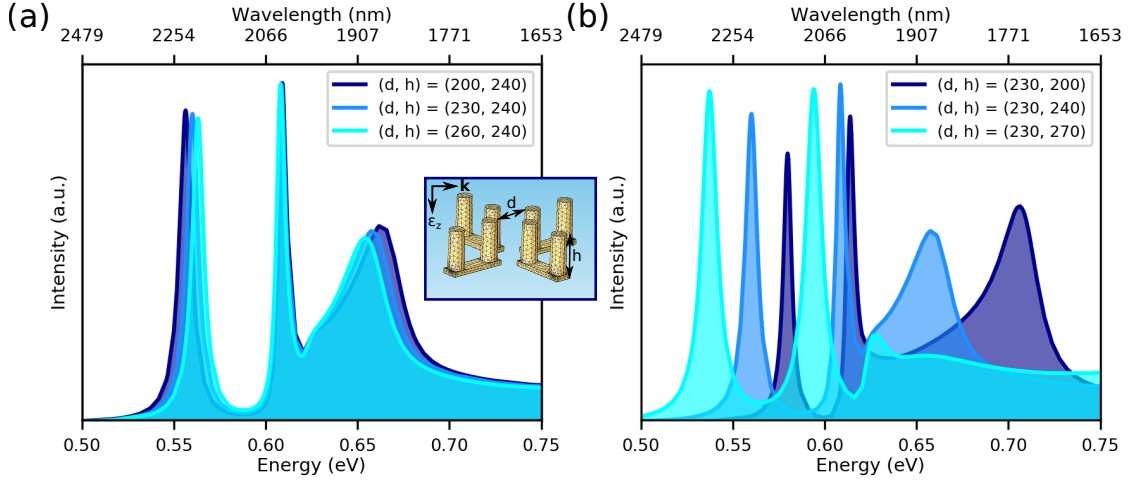 (a)
Wavelength (nm)
2479 2254 2066 1907 1771 1653
Intensity (a.u.)
(d, h) = (200, 240)
(d, h) = (230, 240)
(d, h) = (260, 240)
k
εz
d
h
0.50 0.55 0.60 0.65 0.70 0.75
Energy (eV)
(b)
Wavelength (nm)
2479 2254 2066 1907 1771 1653
Intensity (a.u.)
(d, h) = (230, 200)
(d, h) = (230, 240)
(d, h) = (230, 270)
0.50 0.55 0.60 0.65 0.70 0.75
Energy (eV)